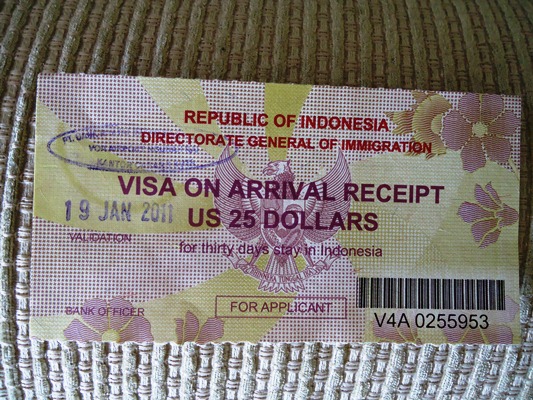 REPUBLIC OF INDONESIA
DIRECTORATE GENERAL OF IMMIGRATION
VISA ON ARRIVAL RECEIPT
19 JAN 2011
US 25 DOLLARS
VALIDATION
for thirty days stay in Indonesia
BANK OFFICER
FOR APPLICANT
V4A 0255953